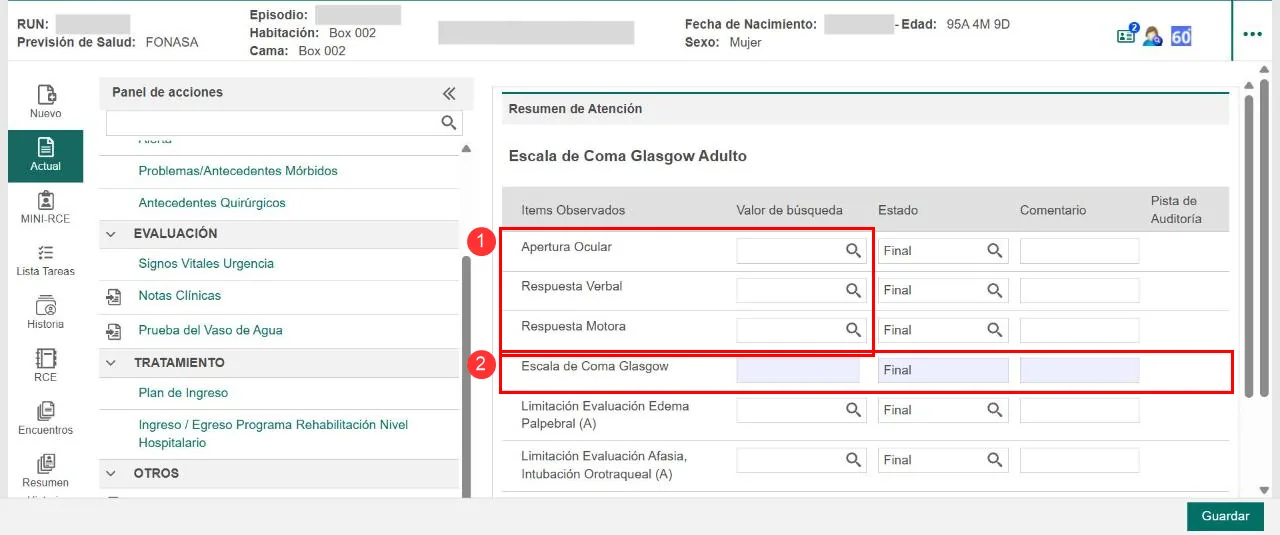 RUN:
Previsión de Salud: FONASA
Episodio:
Habitación: Box 002
Cama: Box 002
Fecha de Nacimiento: - Edad: 95A 4M 9D
Sexo: Mujer
2
60
Nuevo
Actual
MINI-RCE
Lista Tareas
Historia
RCE
Encuentros
Resumen
Panel de acciones
Alerta
Problemas/Antecedentes Mórbidos
Antecedentes Quirúrgicos
EVALUACIÓN
Signos Vitales Urgencia
Notas Clínicas
Prueba del Vaso de Agua
TRATAMIENTO
Plan de Ingreso
Ingreso / Egreso Programa Rehabilitación Nivel
Hospitalario
OTROS
Resumen de Atención
Escala de Coma Glasgow Adulto
Items Observados Valor de búsqueda Estado Comentario Pista de
Auditoría
1
Apertura Ocular Final
Respuesta Verbal Final
Respuesta Motora Final
2
Escala de Coma Glasgow Final
Limitación Evaluación Edema
Palpebral (A) Final
Limitación Evaluación Afasia,
Intubación Orotraqueal (A) Final
Guardar